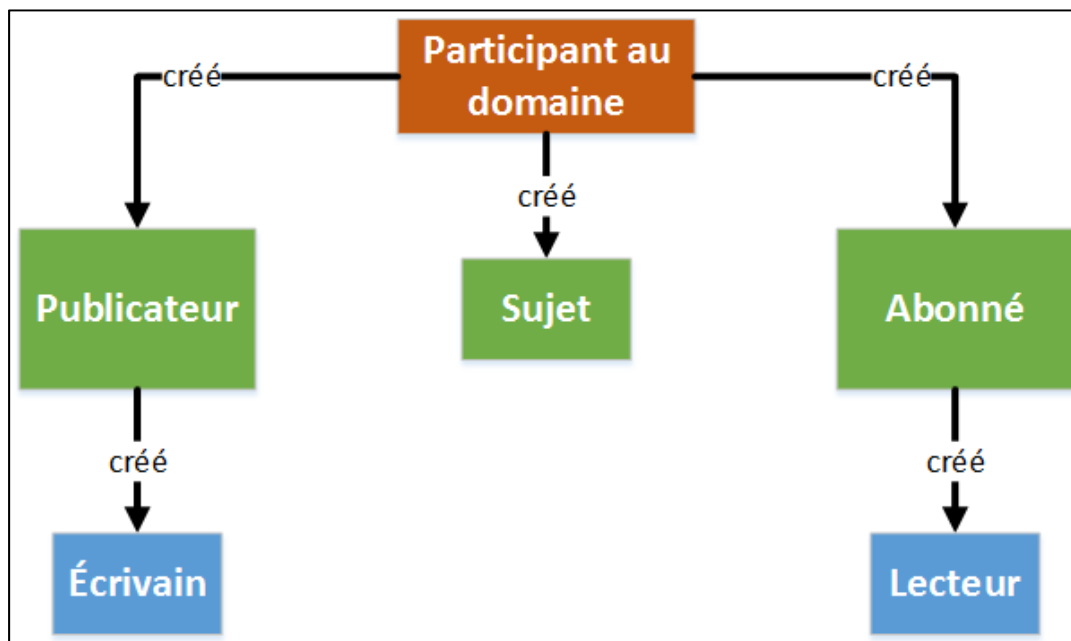 Participant au
domaine
créé
créé
créé
Publicateur
Sujet
Abonné
créé
créé
Écrivain
Lecteur